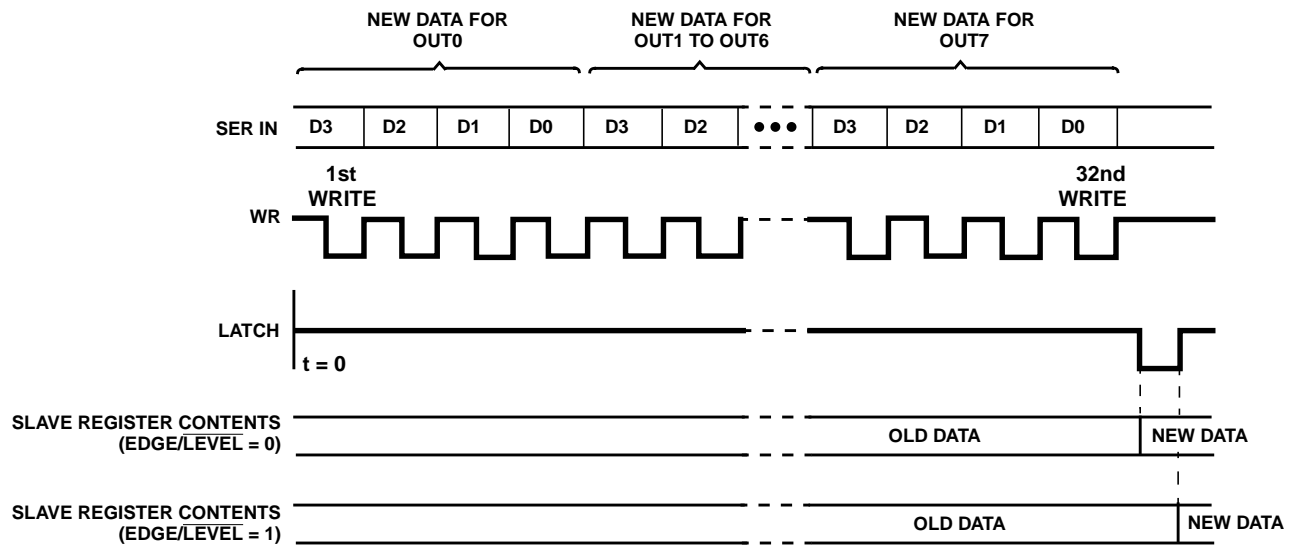 NEW DATA FOR
OUT0
NEW DATA FOR
OUT1 TO OUT6
NEW DATA FOR
OUT7
SER IN
D3 D2 D1 D0 D3 D2 ●●● D3 D2 D1 D0
1st
WRITE
32nd
WRITE
WR
LATCH
t = 0
SLAVE REGISTER CONTENTS
(EDGE/LEVEL = 0)
OLD DATA
NEW DATA
SLAVE REGISTER CONTENTS
(EDGE/LEVEL = 1)
OLD DATA
NEW DATA